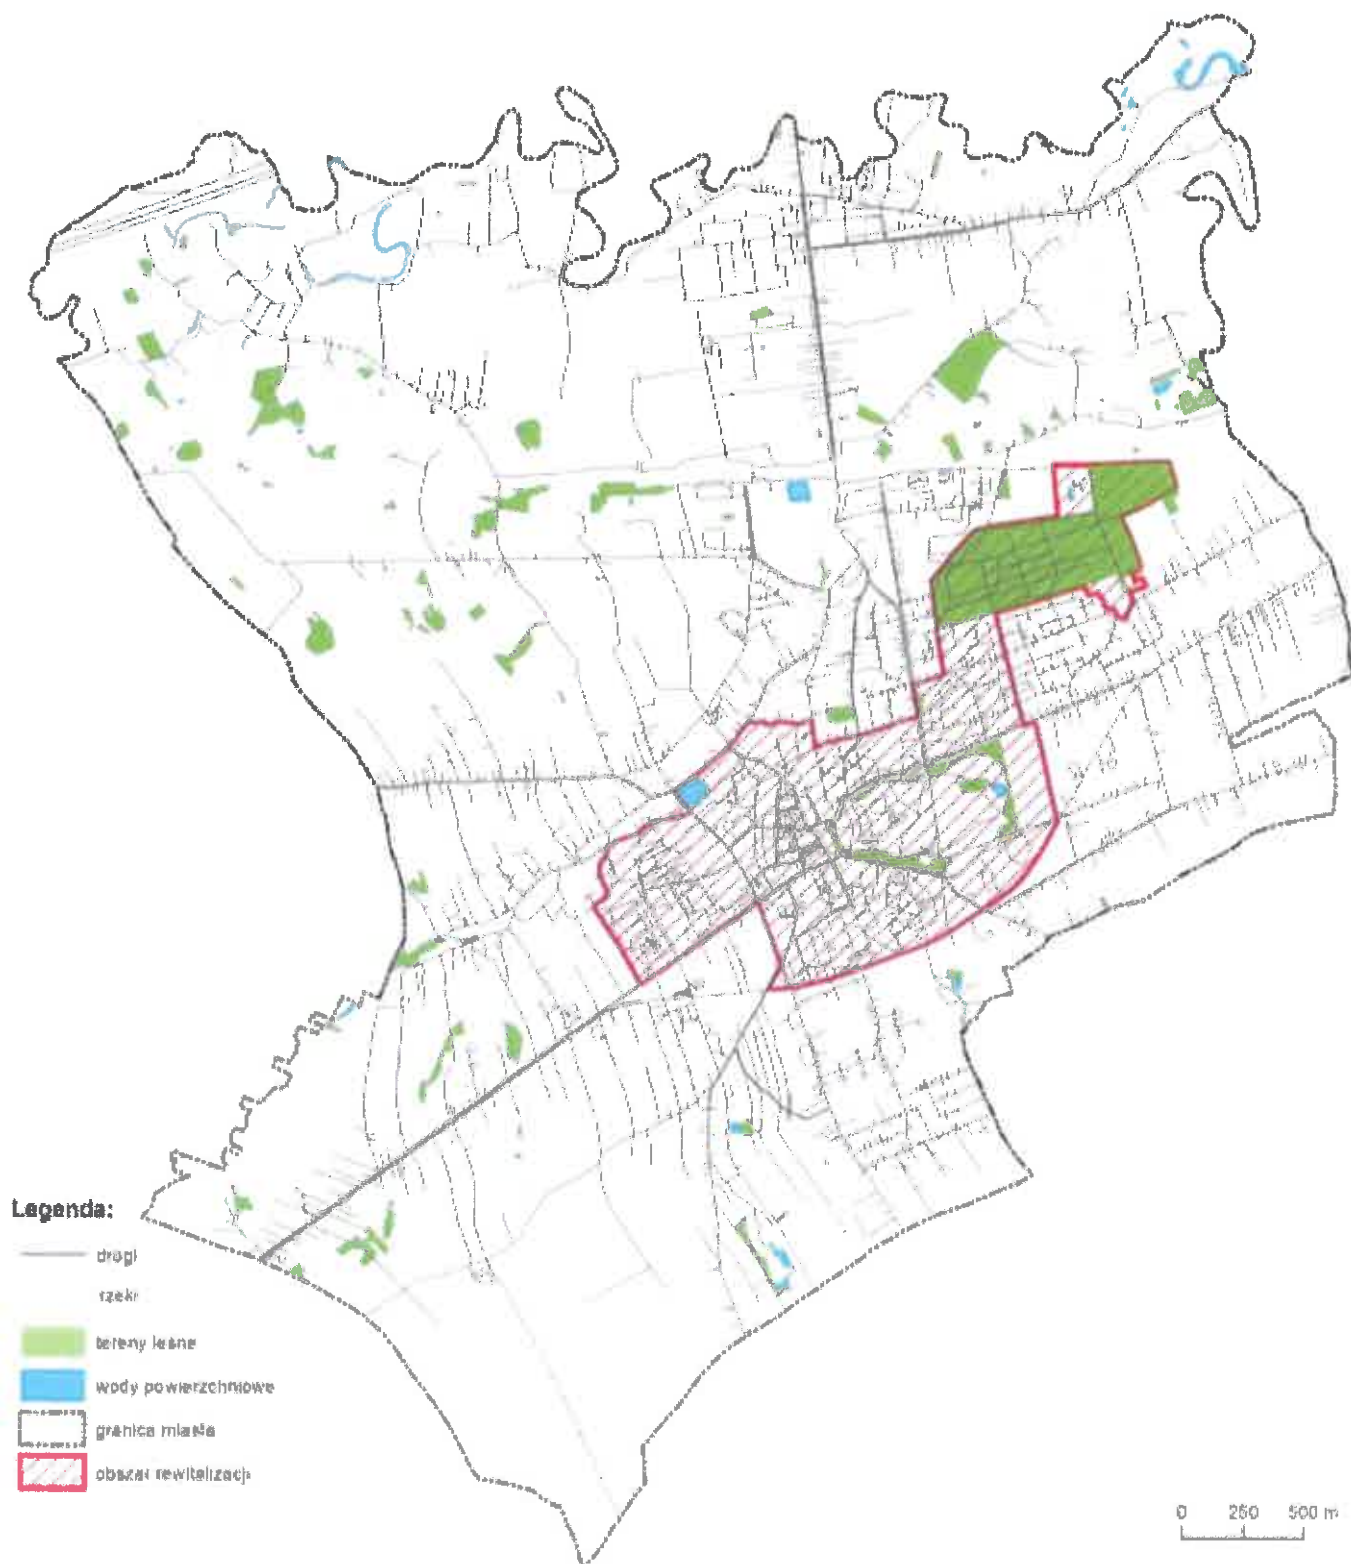 Legenda:
drogi
rzeki
tereny leśne
wody powierzchniowe
granica miasta
obszar rewitalizacji
0 250 500 m